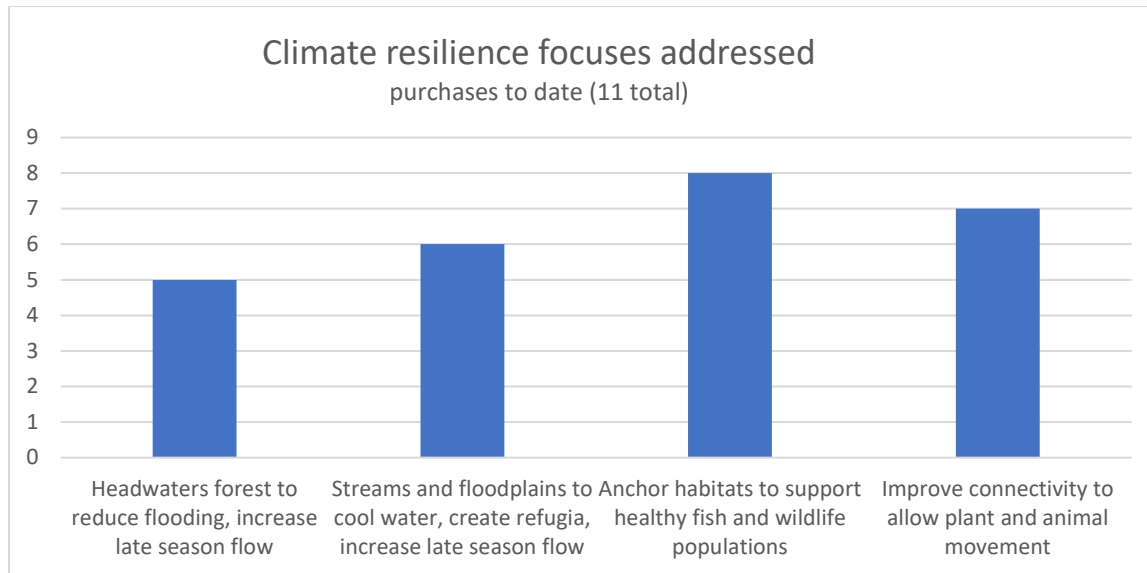 Climate resilience focuses addressed
purchases to date (11 total)
9
8
7
6
5
4
3
2
1
0
Headwaters forest to
reduce flooding, increase
late season flow
Streams and floodplains to
cool water, create refugia,
increase late season flow
Anchor habitats to support
healthy fish and wildlife
populations
Improve connectivity to
allow plant and animal
movement